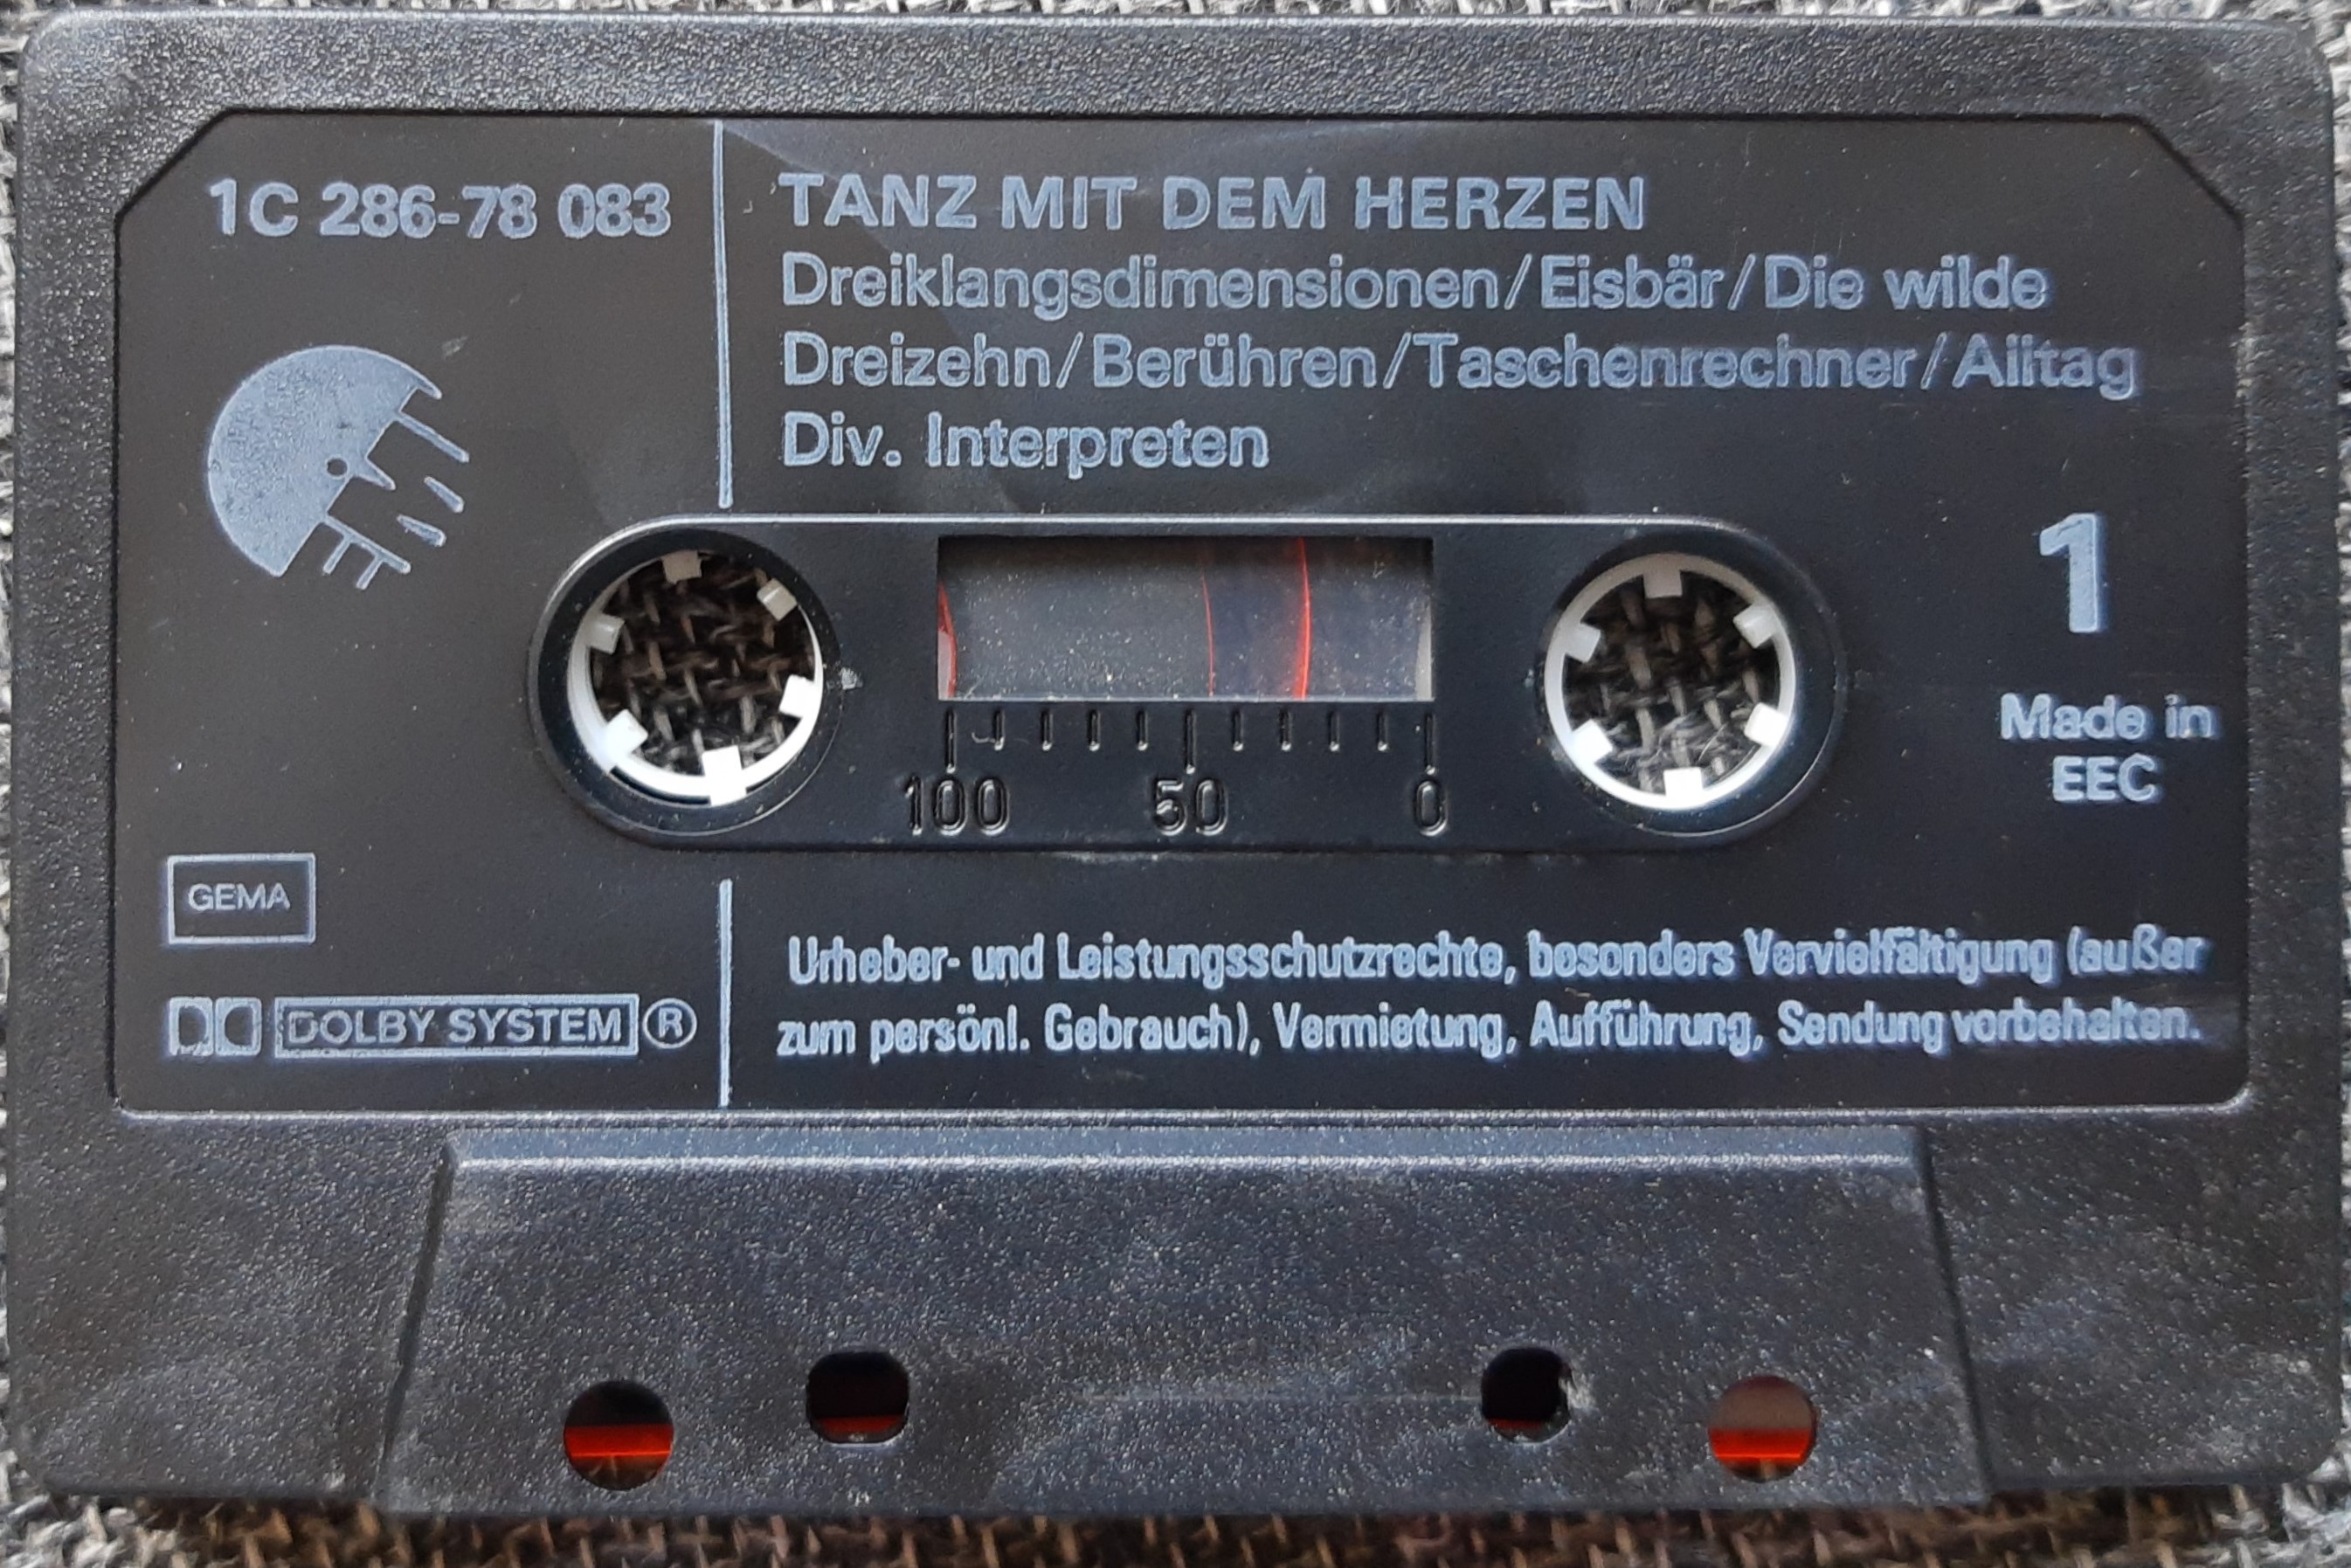 1C 286-78 083
TANZ MIT DEM HERZEN
Dreiklangsdimensionen/Eisbär/Die wilde
Dreizehn/Berühren/Taschenrechner/Alltag
Div. Interpreten
1
Made in
EEC
100 50 0
GEMA
DOLBY SYSTEM ®
Urheber- und Leistungsschutzrechte, besonders Vervielfältigung (außer
zum persönl. Gebrauch), Vermietung, Aufführung, Sendung vorbehalten.